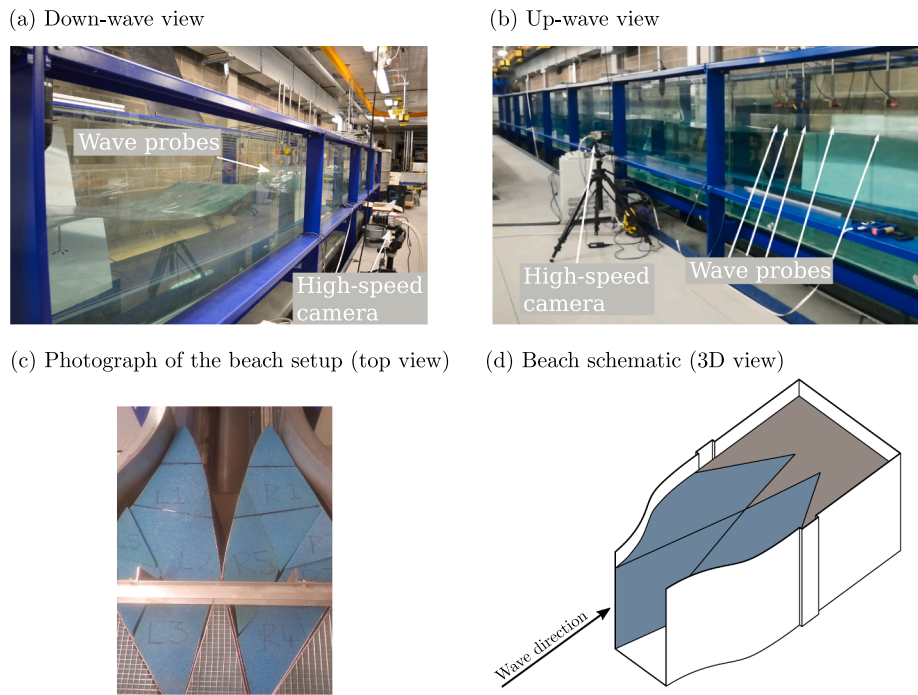 (a) Down-wave view
(b) Up-wave view
Wave probes
High-speed
camera
High-speed
camera
Wave probes
(c) Photograph of the beach setup (top view)
(d) Beach schematic (3D view)
L1
R1
L3
Wave direction